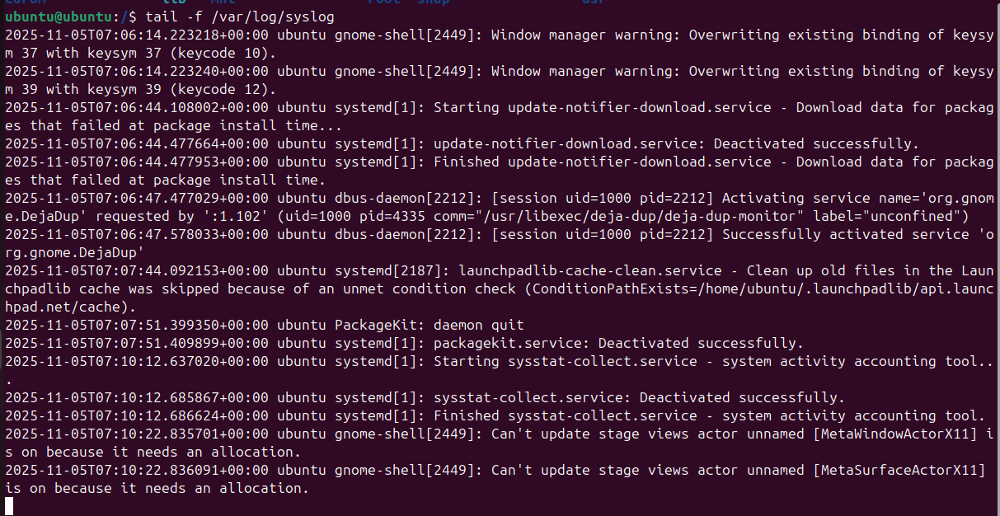 ubuntu@ubuntu:/$ tail -f /var/log/syslog
2025-11-05T07:06:14.223218+00:00 ubuntu gnome-shell[2449]: Window manager warning: Overwriting existing binding of keysy
m 37 with keysym 37 (keycode 10).
2025-11-05T07:06:14.223240+00:00 ubuntu gnome-shell[2449]: Window manager warning: Overwriting existing binding of keysy
m 39 with keysym 39 (keycode 12).
2025-11-05T07:06:44.108002+00:00 ubuntu systemd[1]: Starting update-notifier-download.service - Download data for packag
es that failed at package install time...
2025-11-05T07:06:44.477664+00:00 ubuntu systemd[1]: update-notifier-download.service: Deactivated successfully.
2025-11-05T07:06:44.477953+00:00 ubuntu systemd[1]: Finished update-notifier-download.service - Download data for packag
es that failed at package install time.
2025-11-05T07:06:47.477029+00:00 ubuntu dbus-daemon[2212]: [session uid=1000 pid=2212] Activating service name='org.gnom
e.DejaDup' requested by ':1.102' (uid=1000 pid=4335 comm="/usr/libexec/deja-dup/deja-dup-monitor" label="unconfined")
2025-11-05T07:06:47.578033+00:00 ubuntu dbus-daemon[2212]: [session uid=1000 pid=2212] Successfully activated service 'o
rg.gnome.DejaDup'
2025-11-05T07:07:44.092153+00:00 ubuntu systemd[2187]: launchpadlib-cache-clean.service - Clean up old files in the Laun
chpadlib cache was skipped because of an unmet condition check (ConditionPathExists=/home/ubuntu/.launchpadlib/api.launc
hpad.net/cache).
2025-11-05T07:07:51.399350+00:00 ubuntu PackageKit: daemon quit
2025-11-05T07:07:51.409899+00:00 ubuntu systemd[1]: packagekit.service: Deactivated successfully.
2025-11-05T07:10:12.637020+00:00 ubuntu systemd[1]: Starting sysstat-collect.service - system activity accounting tool..
.
2025-11-05T07:10:12.685867+00:00 ubuntu systemd[1]: sysstat-collect.service: Deactivated successfully.
2025-11-05T07:10:12.686624+00:00 ubuntu systemd[1]: Finished sysstat-collect.service - system activity accounting tool.
2025-11-05T07:10:22.835701+00:00 ubuntu gnome-shell[2449]: Can't update stage views actor unnamed [MetaWindowActorX11] i
s on because it needs an allocation.
2025-11-05T07:10:22.836091+00:00 ubuntu gnome-shell[2449]: Can't update stage views actor unnamed [MetaSurfaceActorX11]
is on because it needs an allocation.